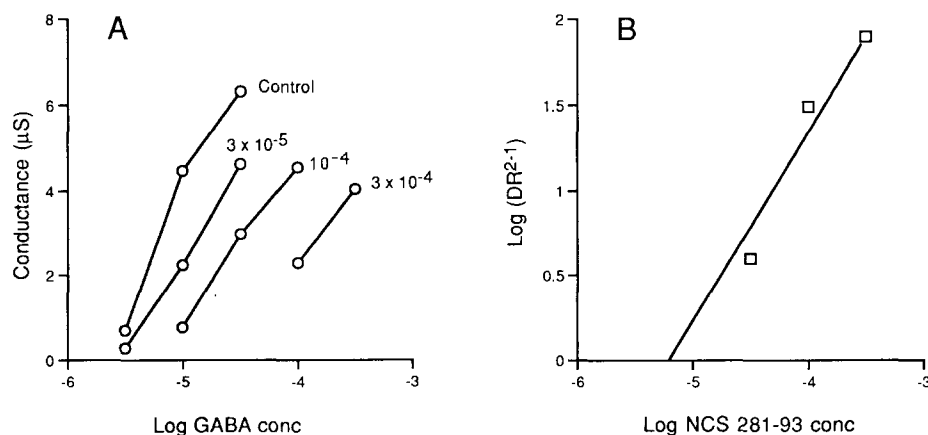 A
8
6
4
2
0
Conductance (µS)
Control
3 x 10⁻⁵
10⁻⁴
3 x 10⁻⁴
-6
-5
-4
-3
Log GABA conc
B
2
1.5
1
0.5
0
Log (DR²⁻¹)
-6
-5
-4
-3
Log NCS 281-93 conc